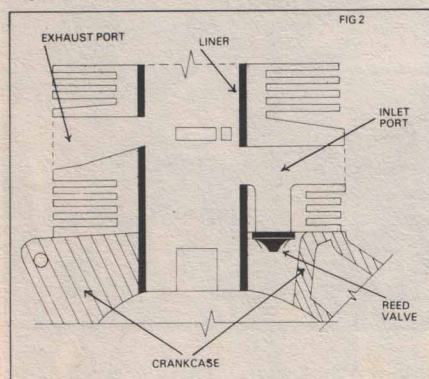 FIG 2
EXHAUST PORT
LINER
INLET
PORT
REED
VALVE
CRANKCASE